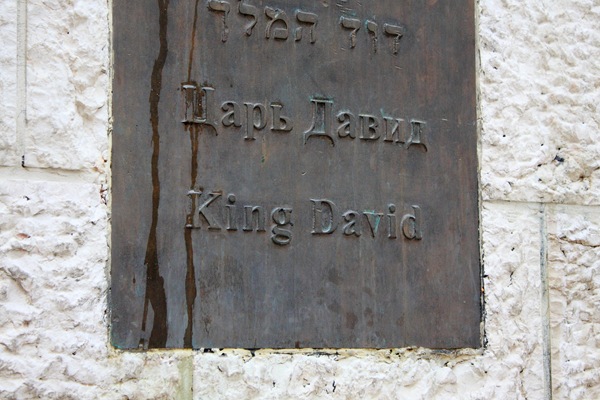 דוד המלך
Царь Давид
King David